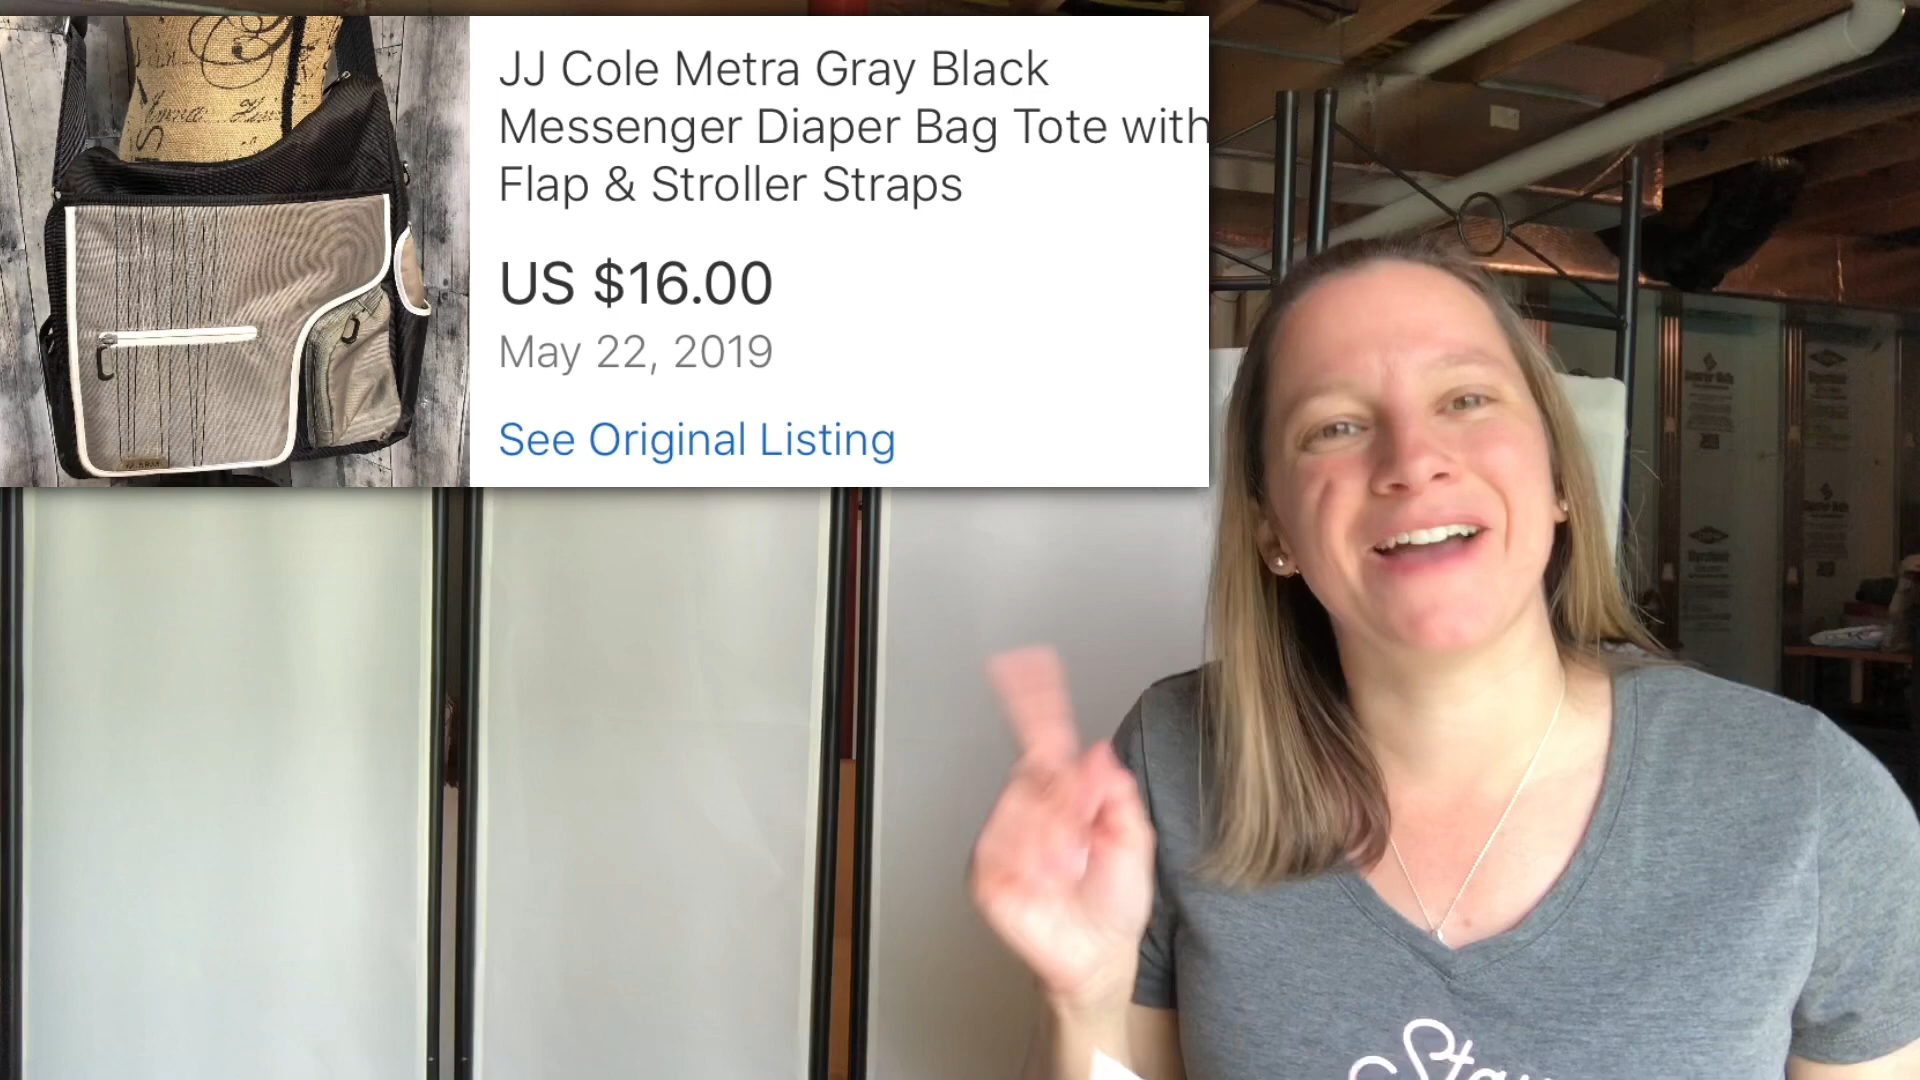 JJ Cole Metra Gray Black
Messenger Diaper Bag Tote with
Flap & Stroller Straps
US $16.00
May 22, 2019
See Original Listing
Stay